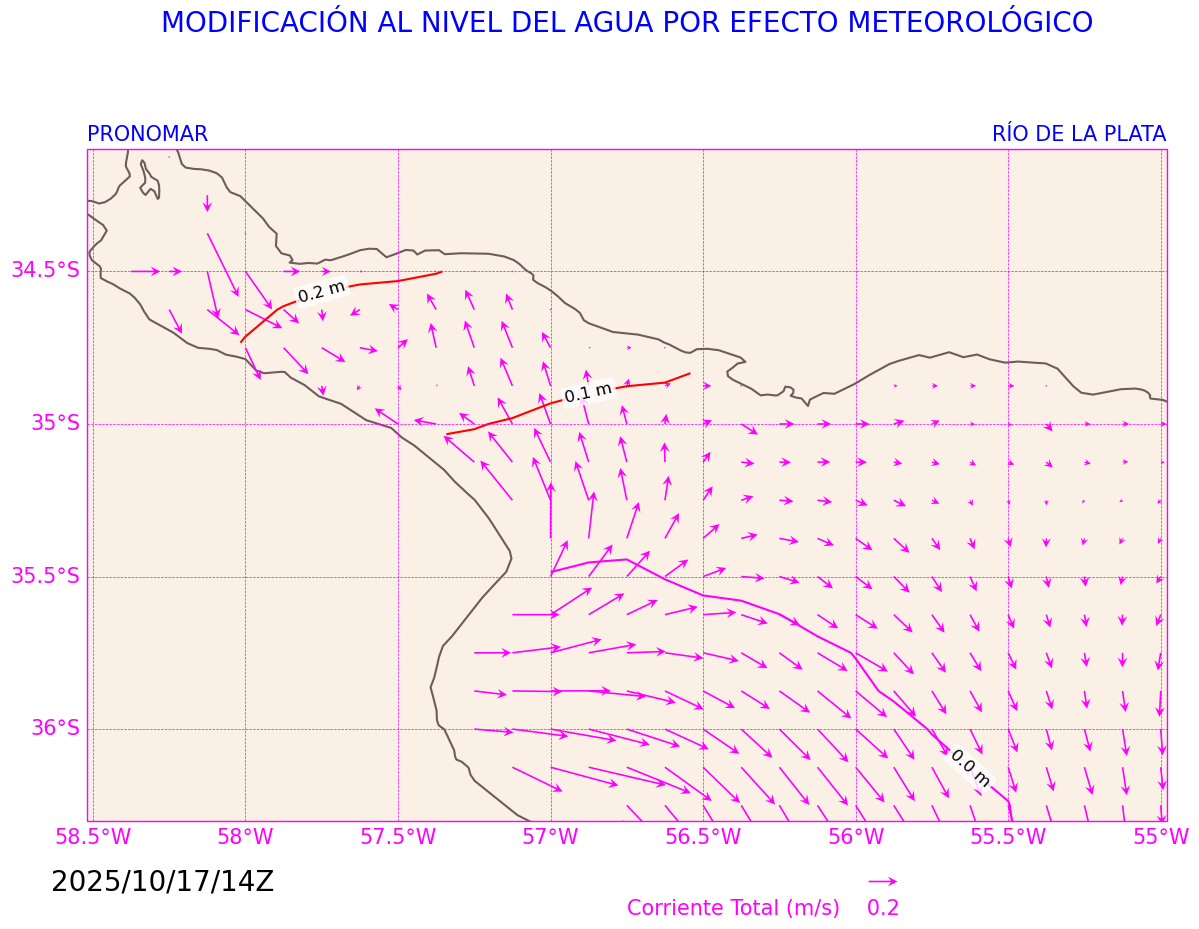 MODIFICACIÓN AL NIVEL DEL AGUA POR EFECTO METEOROLÓGICO
PRONOMAR
RÍO DE LA PLATA
34.5°S
0.2 m
0.1 m
35°S
35.5°S
36°S
0.0 m
58.5°W 58°W 57.5°W 57°W 56.5°W 56°W 55.5°W 55°W
2025/10/17/14Z
Corriente Total (m/s) 0.2